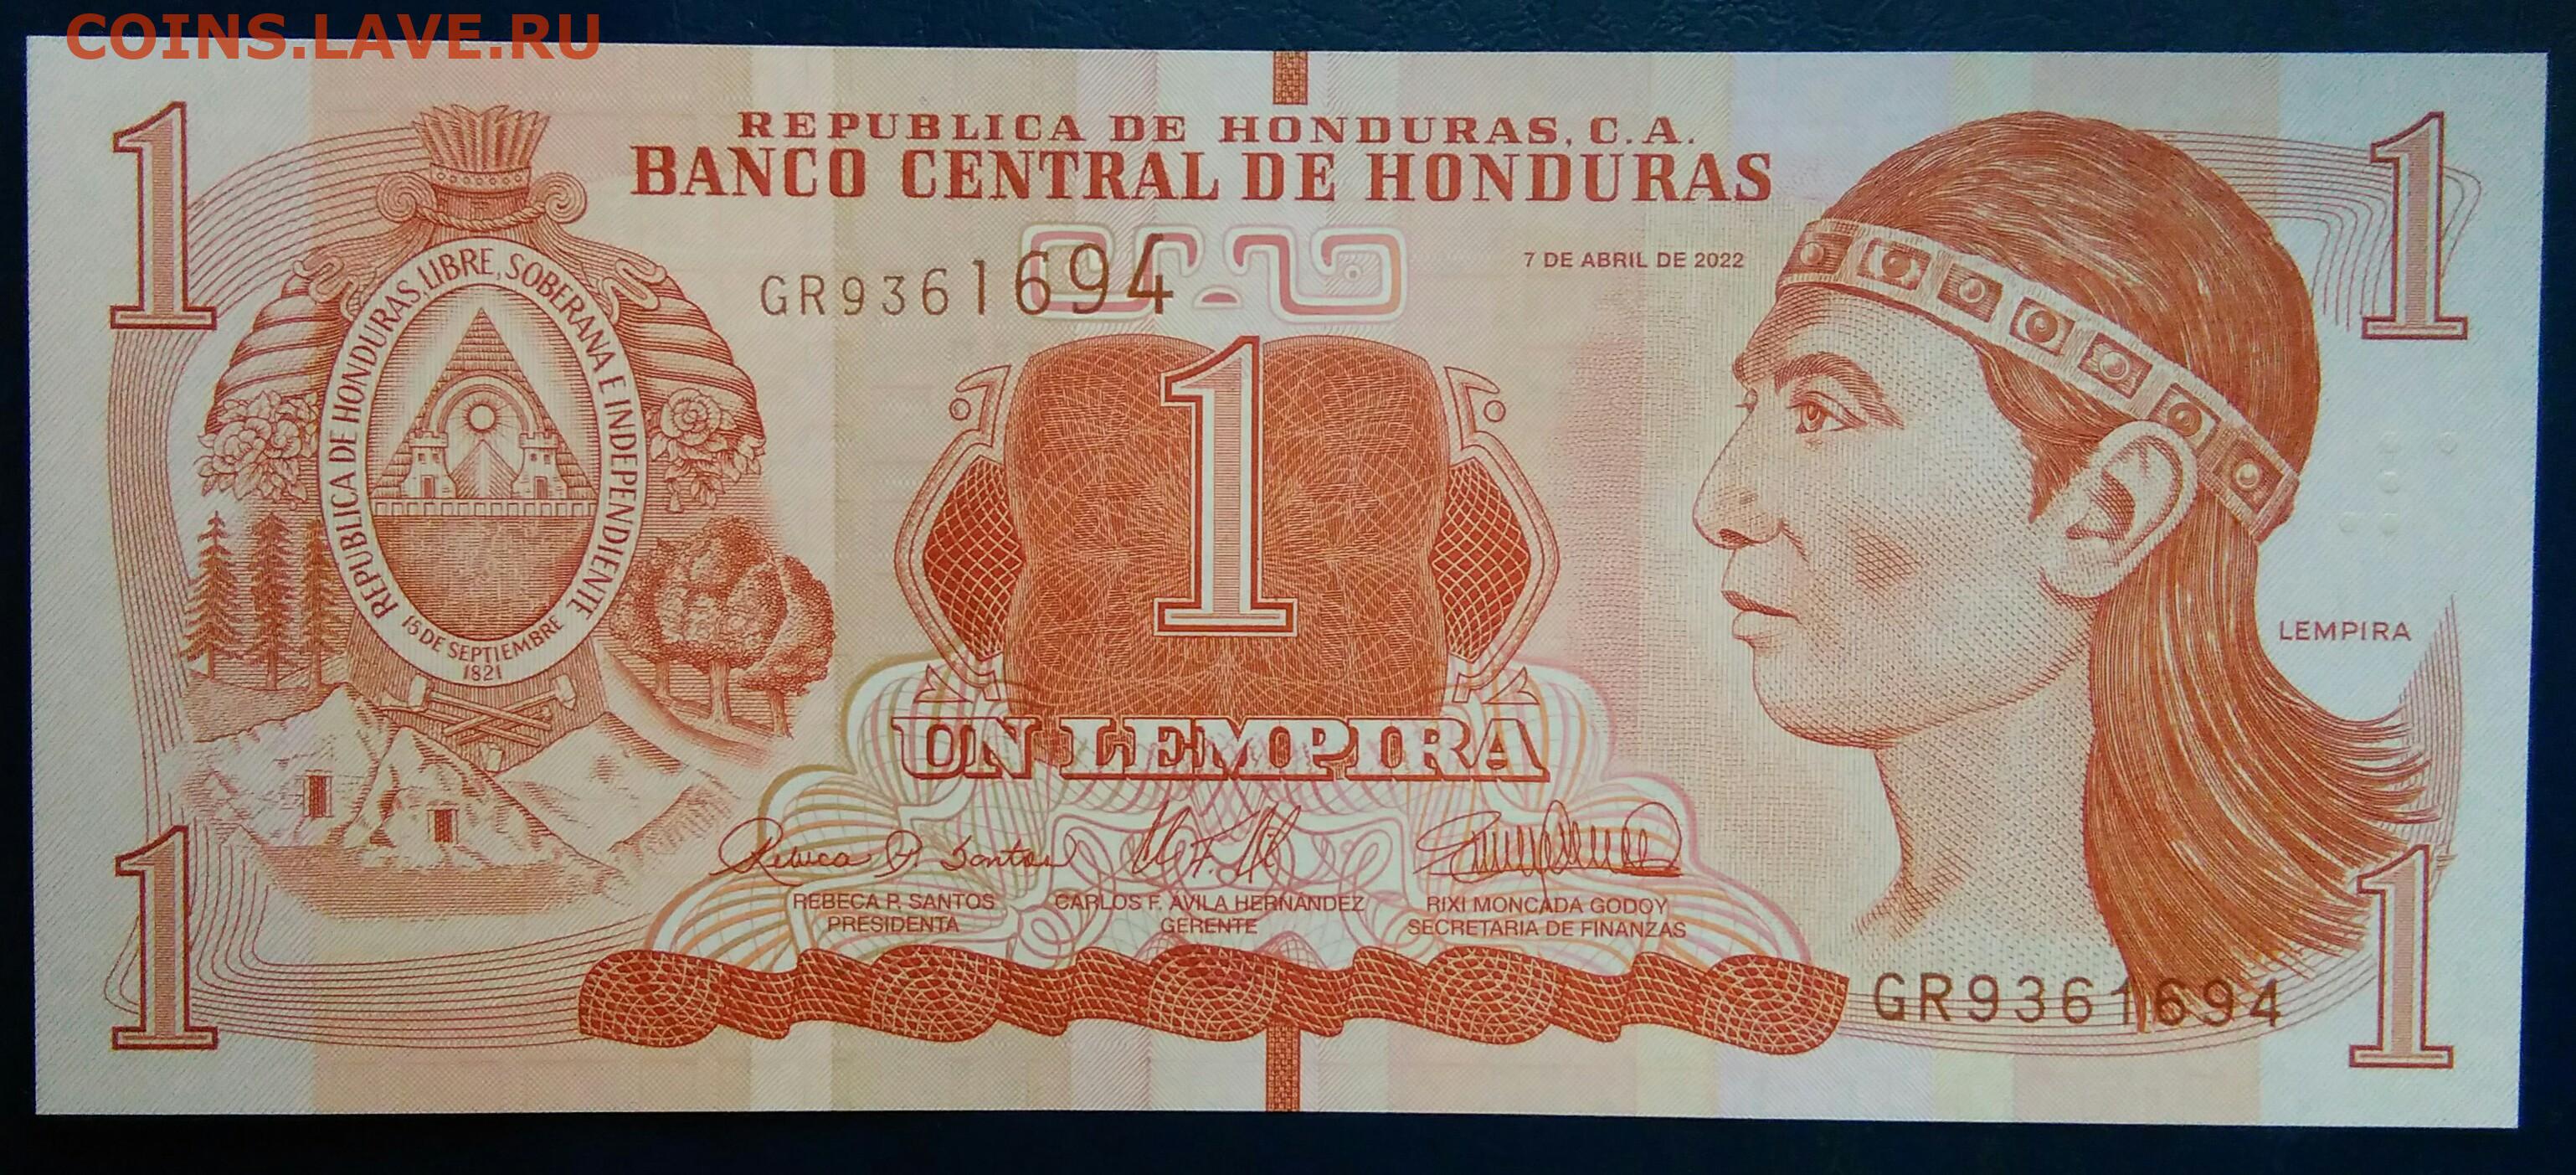 COINS.LAVE.RU
1
1
REPUBLICA DE HONDURAS, C.A.
BANCO CENTRAL DE HONDURAS
GR9361694
7 DE ABRIL DE 2022
REPUBLICA DE HONDURAS, LIBRE, SOBERANA E INDEPENDIENTE
15 DE SEPTIEMBRE
1821
1
LEMPIRA
UN LEMPIRA
Rebeca P. Santos
REBECA P. SANTOS
PRESIDENTA
CARLOS F. AVILA HERNANDEZ
GERENTE
RIXI MONCADA GODOY
SECRETARIA DE FINANZAS
1
GR9361694
1